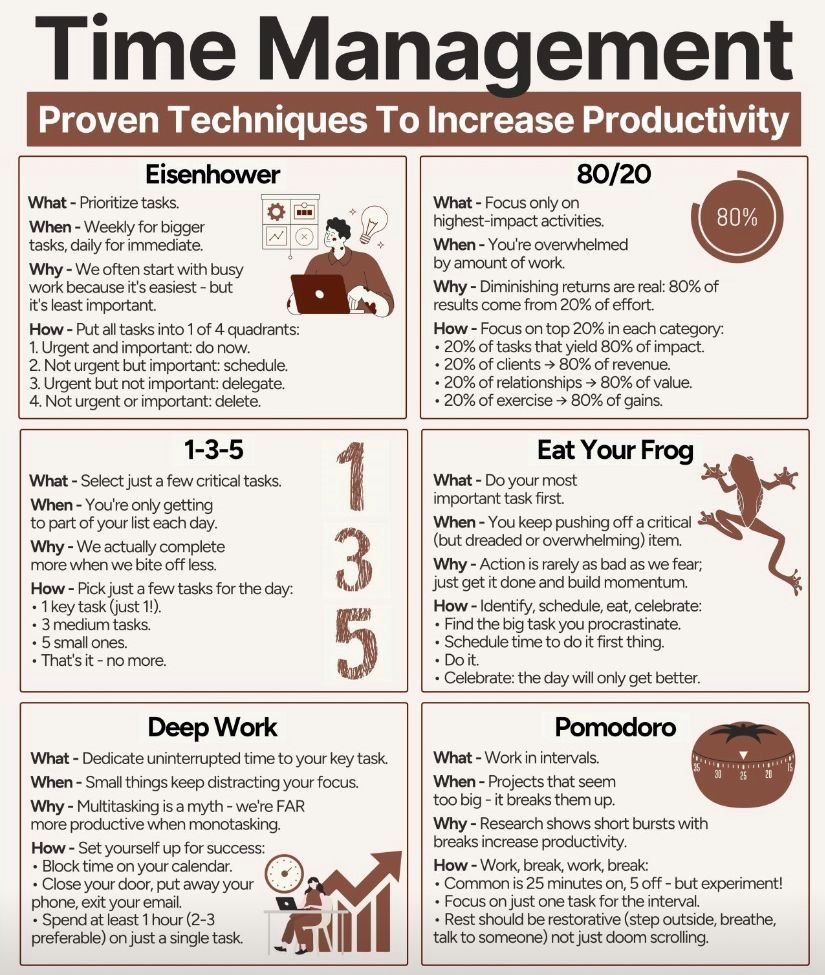 Time Management
Proven Techniques To Increase Productivity
Eisenhower
What - Prioritize tasks.
When - Weekly for bigger
tasks, daily for immediate.
Why - We often start with busy
work because it's easiest - but
it's least important.
How - Put all tasks into 1 of 4 quadrants:
1. Urgent and important: do now.
2. Not urgent but important: schedule.
3. Urgent but not important: delegate.
4. Not urgent or important: delete.
80/20
80%
What - Focus only on
highest-impact activities.
When - You're overwhelmed
by amount of work.
Why - Diminishing returns are real: 80% of
results come from 20% of effort.
How - Focus on top 20% in each category:
• 20% of tasks that yield 80% of impact.
• 20% of clients → 80% of revenue.
• 20% of relationships → 80% of value.
• 20% of exercise → 80% of gains.
1-3-5
What - Select just a few critical tasks.
When - You're only getting
to part of your list each day.
Why - We actually complete
more when we bite off less.
How - Pick just a few tasks for the day:
• 1 key task (just 1!).
• 3 medium tasks.
• 5 small ones.
• That's it - no more.
1
3
5
Eat Your Frog
What - Do your most
important task first.
When - You keep pushing off a critical
(but dreaded or overwhelming) item.
Why - Action is rarely as bad as we fear;
just get it done and build momentum.
How - Identify, schedule, eat, celebrate:
• Find the big task you procrastinate.
• Schedule time to do it first thing.
• Do it.
• Celebrate: the day will only get better.
Deep Work
What - Dedicate uninterrupted time to your key task.
When - Small things keep distracting your focus.
Why - Multitasking is a myth - we're FAR
more productive when monotasking.
How - Set yourself up for success:
• Block time on your calendar.
• Close your door, put away your
phone, exit your email.
• Spend at least 1 hour (2-3
preferable) on just a single task.
Pomodoro
35 30 25 20 15
What - Work in intervals.
When - Projects that seem
too big - it breaks them up.
Why - Research shows short bursts with
breaks increase productivity.
How - Work, break, work, break:
• Common is 25 minutes on, 5 off - but experiment!
• Focus on just one task for the interval.
• Rest should be restorative (step outside, breathe,
talk to someone) not just doom scrolling.